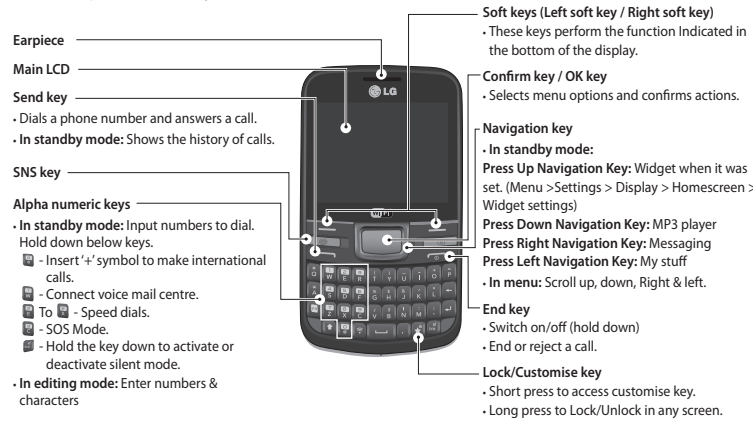 Earpiece
Main LCD
Send key
• Dials a phone number and answers a call.
• In standby mode: Shows the history of calls.
SNS key
Alpha numeric keys
• In standby mode: Input numbers to dial.
Hold down below keys.
- Insert ‘+’ symbol to make international
calls.
- Connect voice mail centre.
To - Speed dials.
- SOS Mode.
- Hold the key down to activate or
deactivate silent mode.
• In editing mode: Enter numbers &
characters
LG
WiFi
Soft keys (Left soft key / Right soft key)
• These keys perform the function Indicated in
the bottom of the display.
Confirm key / OK key
• Selects menu options and confirms actions.
Navigation key
• In standby mode:
Press Up Navigation Key: Widget when it was
set. (Menu >Settings > Display > Homescreen >
Widget settings)
Press Down Navigation Key: MP3 player
Press Right Navigation Key: Messaging
Press Left Navigation Key: My stuff
• In menu: Scroll up, down, Right & left.
End key
• Switch on/off (hold down)
• End or reject a call.
Lock/Customise key
• Short press to access customise key.
• Long press to Lock/Unlock in any screen.